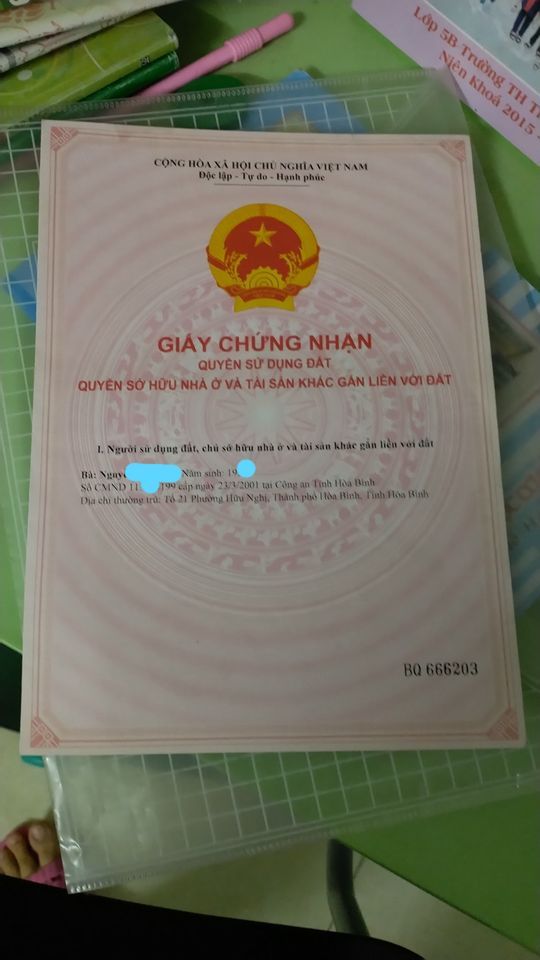 Lớp 5B Trường TH
Niên Khoá 2015 -
CỘNG HÒA XÃ HỘI CHỦ NGHĨA VIỆT NAM
Độc lập - Tự do - Hạnh phúc
GIẤY CHỨNG NHẬN
QUYỀN SỬ DỤNG ĐẤT
QUYỀN SỞ HỮU NHÀ Ở VÀ TÀI SẢN KHÁC GẮN LIỀN VỚI ĐẤT
I. Người sử dụng đất, chủ sở hữu nhà ở và tài sản khác gắn liền với đất
Bà: Năm sinh: 19
Số CMND 11 199 cấp ngày 23/3/2001 tại Công an Tỉnh Hòa Bình
Địa chỉ thường trú: Tổ 21 Phường Hữu Nghị, Thành phố Hòa Bình, Tỉnh Hòa Bình
BQ 666203